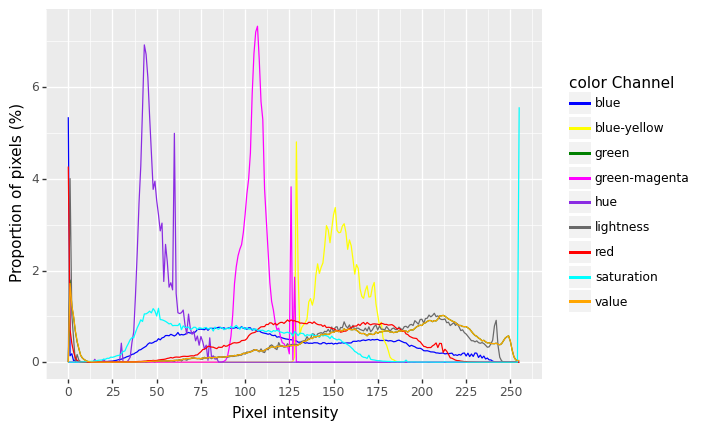 color Channel
blue
blue-yellow
green
green-magenta
hue
lightness
red
saturation
value
Proportion of pixels (%)
6
4
2
0
0 25 50 75 100 125 150 175 200 225 250
Pixel intensity